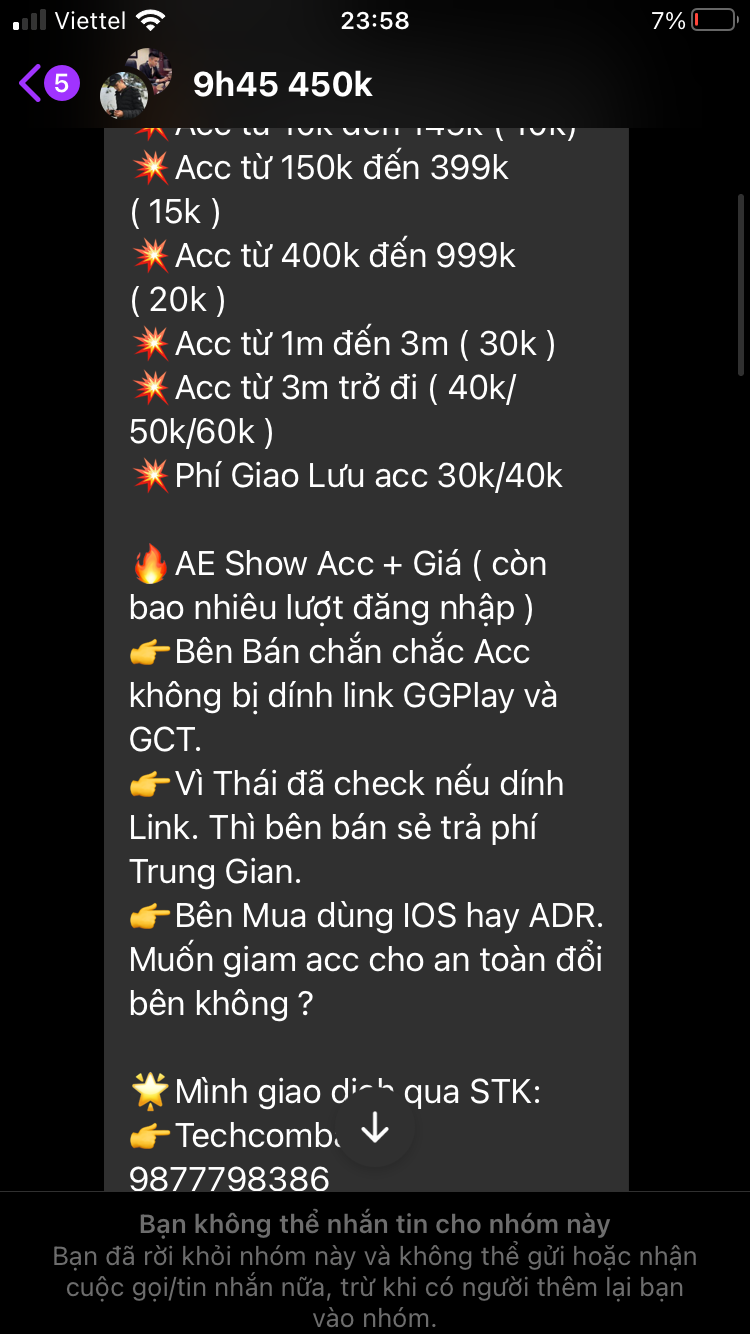 Viettel
23:58
7%
5
9h45 450k
Acc từ 150k đến 399k
( 15k )
Acc từ 400k đến 999k
( 20k )
Acc từ 1m đến 3m ( 30k )
Acc từ 3m trở đi ( 40k/
50k/60k )
Phí Giao Lưu acc 30k/40k
AE Show Acc + Giá ( còn
bao nhiêu lượt đăng nhập )
Bên Bán chắn chắc Acc
không bị dính link GGPlay và
GCT.
Vì Thái đã check nếu dính
Link. Thì bên bán sẻ trả phí
Trung Gian.
Bên Mua dùng IOS hay ADR.
Muốn giam acc cho an toàn đổi
bên không ?
Mình giao dịch qua STK:
9877798386
Bạn không thể nhắn tin cho nhóm này
Bạn đã rời khỏi nhóm này và không thể gửi hoặc nhận
cuộc gọi/tin nhắn nữa, trừ khi có người thêm lại bạn
vào nhóm.